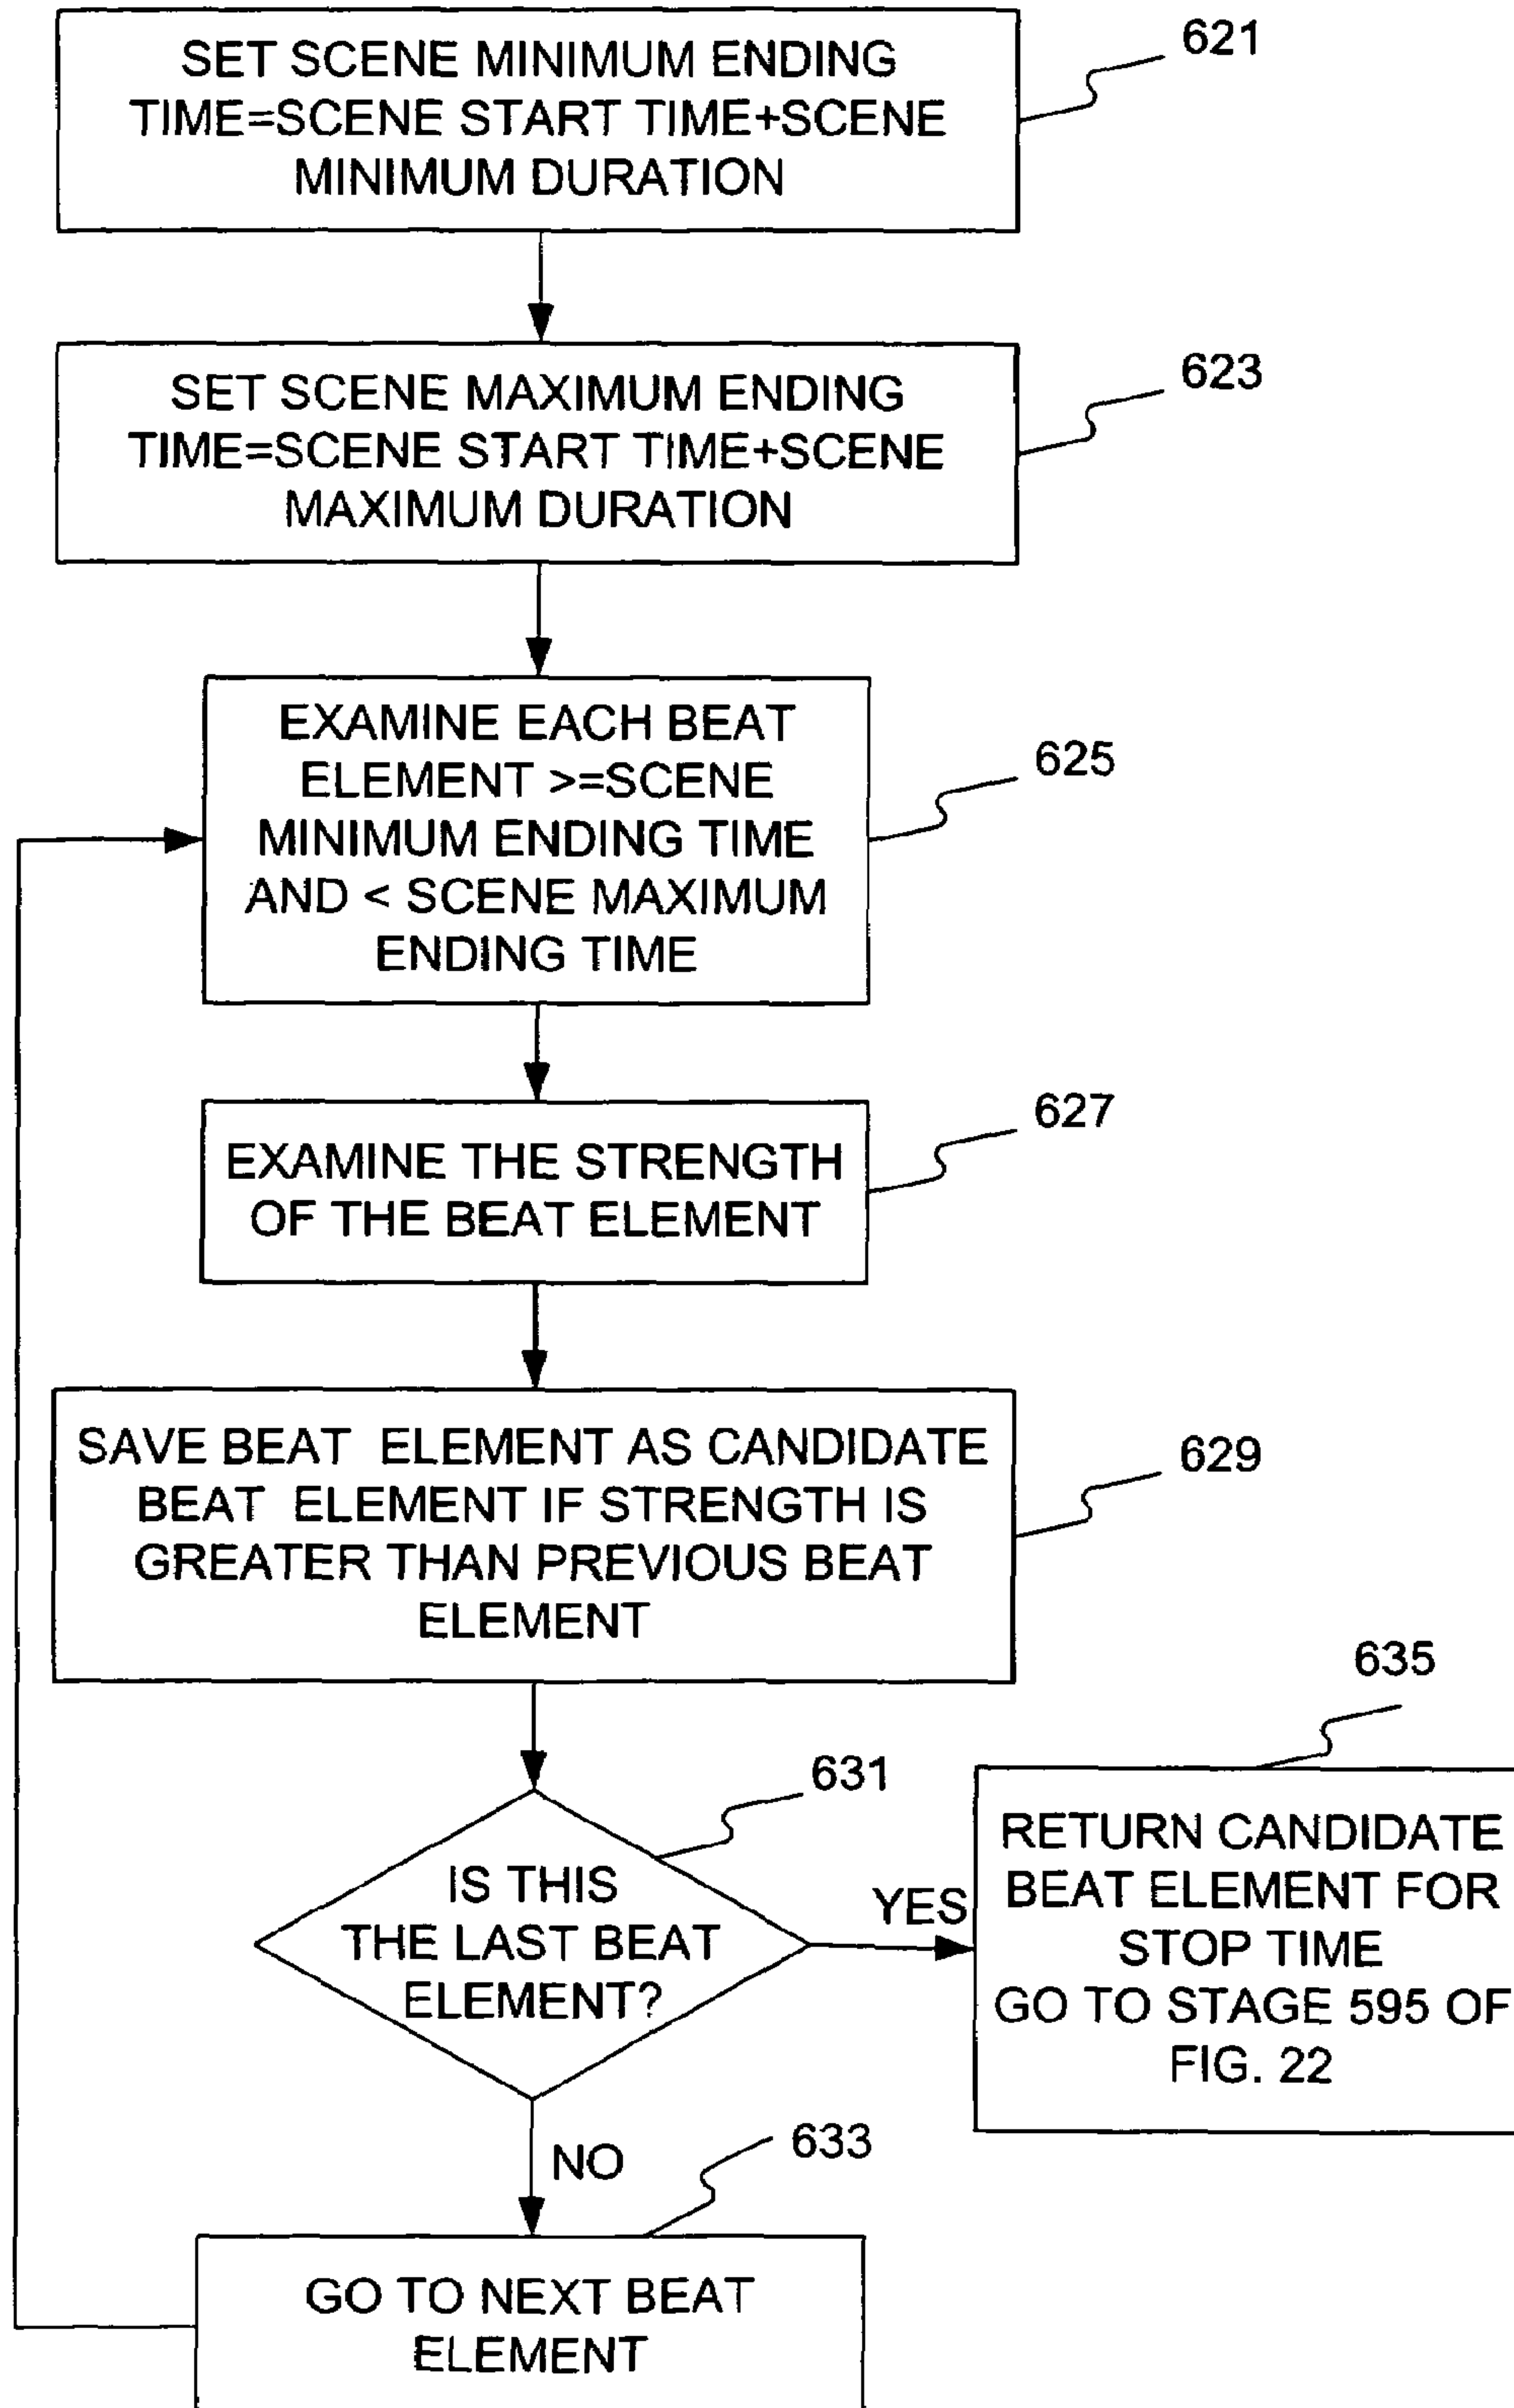 SET SCENE MINIMUM ENDING
TIME=SCENE START TIME+SCENE
MINIMUM DURATION
621
SET SCENE MAXIMUM ENDING
TIME=SCENE START TIME+SCENE
MAXIMUM DURATION
623
EXAMINE EACH BEAT
ELEMENT >=SCENE
MINIMUM ENDING TIME
AND < SCENE MAXIMUM
ENDING TIME
625
EXAMINE THE STRENGTH
OF THE BEAT ELEMENT
627
SAVE BEAT ELEMENT AS CANDIDATE
BEAT ELEMENT IF STRENGTH IS
GREATER THAN PREVIOUS BEAT
ELEMENT
629
IS THIS
THE LAST BEAT
ELEMENT?
631
YES
635
RETURN CANDIDATE
BEAT ELEMENT FOR
STOP TIME
GO TO STAGE 595 OF
FIG. 22
NO
633
GO TO NEXT BEAT
ELEMENT